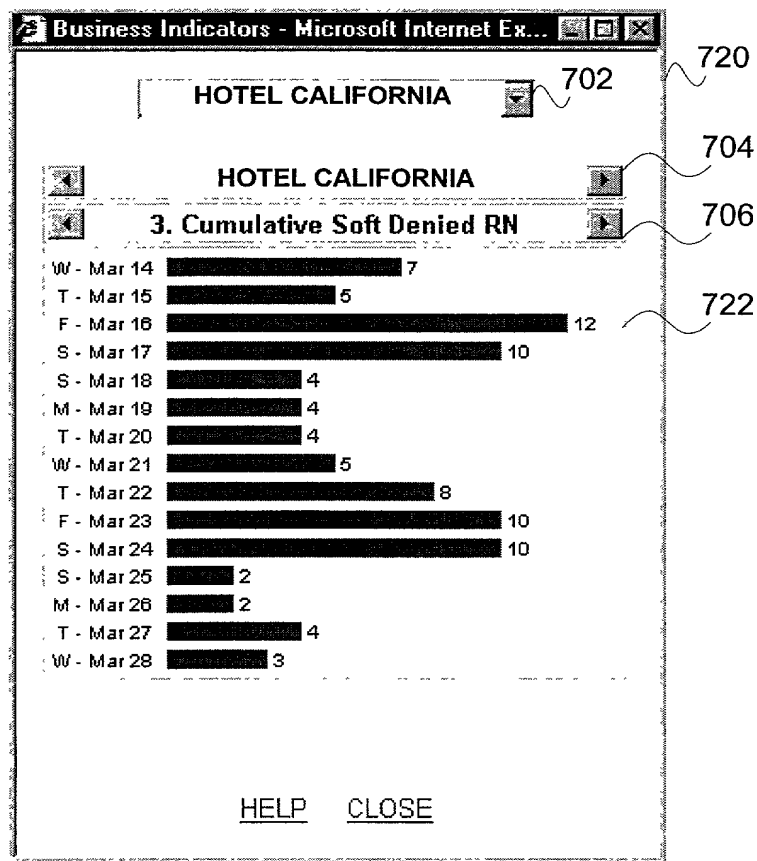 Business Indicators - Microsoft Internet Ex...
720
HOTEL CALIFORNIA
702
HOTEL CALIFORNIA
704
3. Cumulative Soft Denied RN
706
W - Mar 14 7
T - Mar 15 5
F - Mar 16 12
722
S - Mar 17 10
S - Mar 18 4
M - Mar 19 4
T - Mar 20 4
W - Mar 21 5
T - Mar 22 8
F - Mar 23 10
S - Mar 24 10
S - Mar 25 2
M - Mar 26 2
T - Mar 27 4
W - Mar 28 3
HELP CLOSE